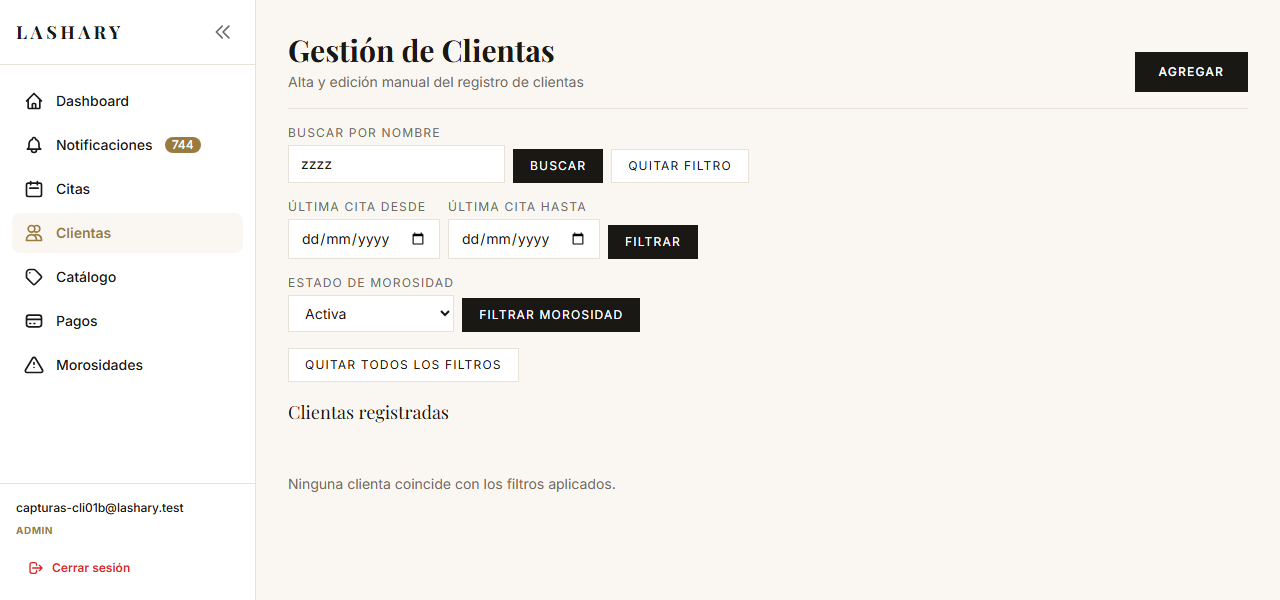 LASHARY
Dashboard
Notificaciones 744
Citas
Clientas
Catálogo
Pagos
Morosidades
capturas-cli01b@lashary.test
ADMIN
Cerrar sesión
Gestión de Clientas
Alta y edición manual del registro de clientas
AGREGAR
BUSCAR POR NOMBRE
zzzz BUSCAR QUITAR FILTRO
ÚLTIMA CITA DESDE ÚLTIMA CITA HASTA
dd/mm/yyyy dd/mm/yyyy FILTRAR
ESTADO DE MOROSIDAD
Activa FILTRAR MOROSIDAD
QUITAR TODOS LOS FILTROS
Clientas registradas
Ninguna clienta coincide con los filtros aplicados.